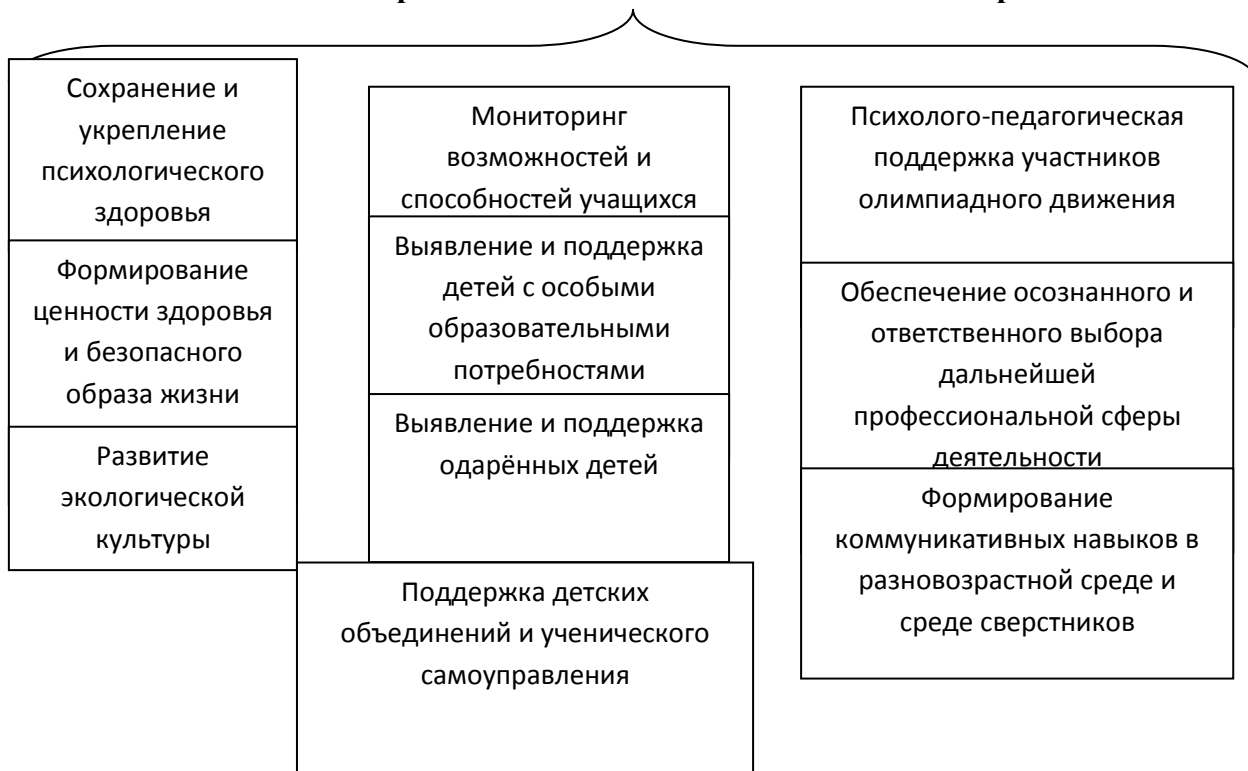 Сохранение и
укрепление
психологического
здоровья
Формирование
ценности здоровья
и безопасного
образа жизни
Развитие
экологической
культуры
Мониторинг
возможностей и
способностей учащихся
Выявление и поддержка
детей с особыми
образовательными
потребностями
Выявление и поддержка
одарённых детей
Поддержка детских
объединений и ученического
самоуправления
Психолого-педагогическая
поддержка участников
олимпиадного движения
Обеспечение осознанного и
ответственного выбора
дальнейшей
профессиональной сферы
деятельности
Формирование
коммуникативных навыков в
разновозрастной среде и
среде сверстников